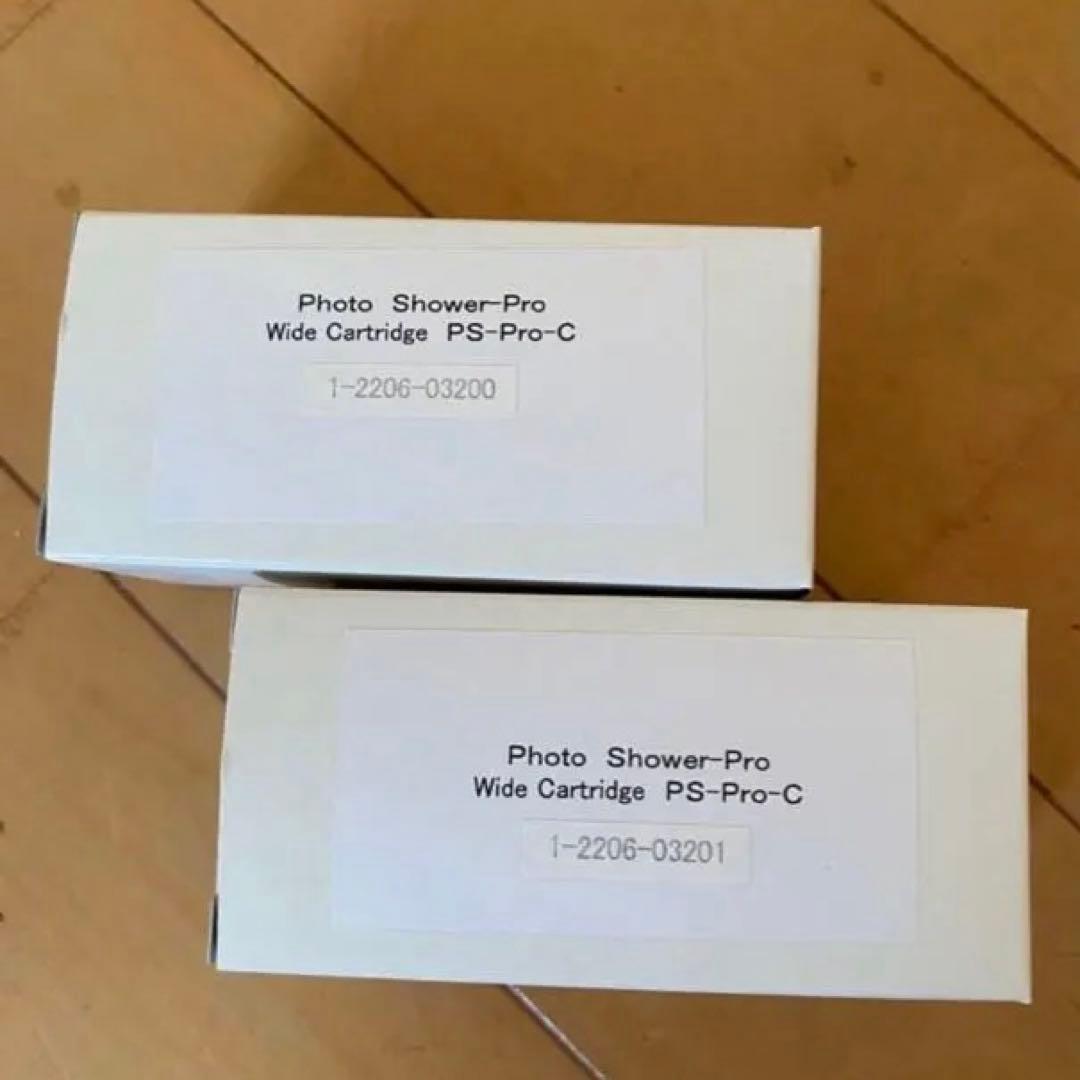 Photo Shower-Pro
Wide Cartridge PS-Pro-C
1-2206-03200
Photo Shower-Pro
Wide Cartridge PS-Pro-C
1-2206-03201